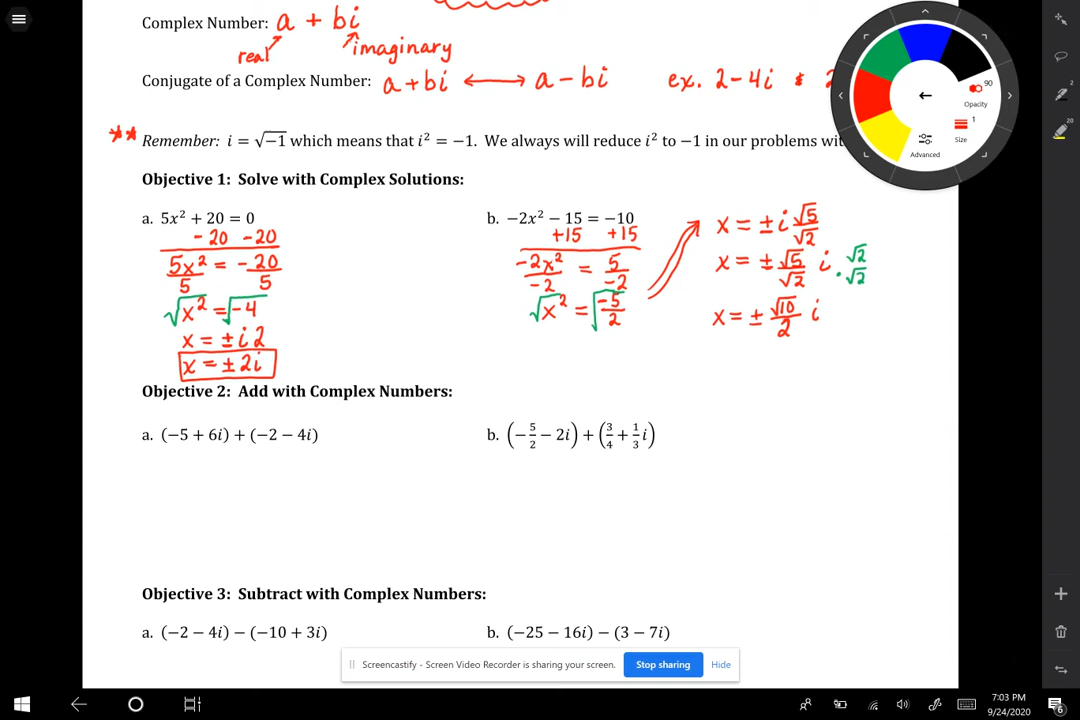 Complex Number: a + bi
real imaginary
Conjugate of a Complex Number: a + bi ⟷ a − bi ex. 2 − 4i &
** Remember: i = √−1 which means that i² = −1. We always will reduce i² to −1 in our problems
Objective 1: Solve with Complex Solutions:
a. 5x² + 20 = 0
− 20 −20
5x² = −20
5 5
√x² = √−4
x = ± i 2
x = ± 2i
b. −2x² − 15 = −10
+15 +15
−2x² = 5
−2 −2
√x² = √−5/2
x = ± i √5/√2
x = ± √5/√2 i · √2/√2
x = ± √10/2 i
Objective 2: Add with Complex Numbers:
a. (−5 + 6i) + (−2 − 4i)
b. (−5/2 − 2i) + (3/4 + 1/3 i)
Objective 3: Subtract with Complex Numbers:
a. (−2 − 4i) − (−10 + 3i)
b. (−25 − 16i) − (3 − 7i)
90
Opacity
1
Size
Advanced
2
20
Screencastify - Screen Video Recorder is sharing your screen. Stop sharing Hide
7:03 PM
9/24/2020
6